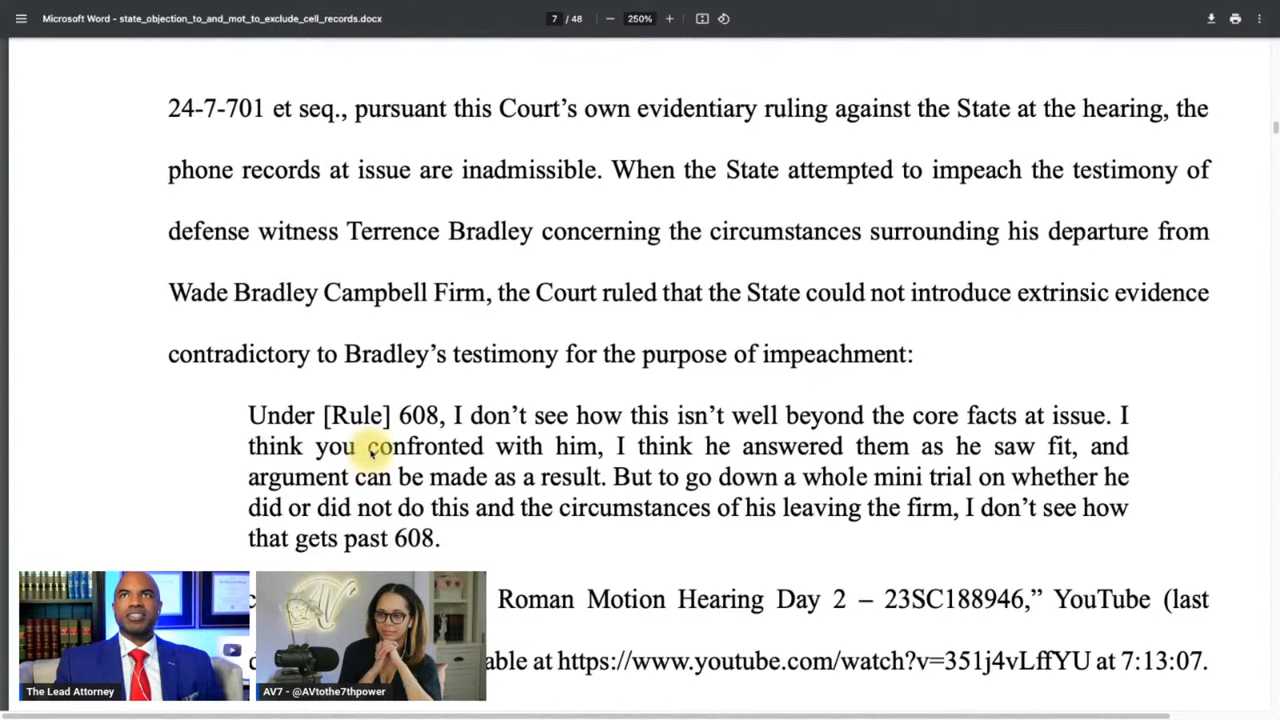 Microsoft Word - state_objection_to_and_mot_to_exclude_cell_records.docx
7 / 48
250%
24-7-701 et seq., pursuant this Court’s own evidentiary ruling against the State at the hearing, the
phone records at issue are inadmissible. When the State attempted to impeach the testimony of
defense witness Terrence Bradley concerning the circumstances surrounding his departure from
Wade Bradley Campbell Firm, the Court ruled that the State could not introduce extrinsic evidence
contradictory to Bradley’s testimony for the purpose of impeachment:
Under [Rule] 608, I don’t see how this isn’t well beyond the core facts at issue. I
think you confronted with him, I think he answered them as he saw fit, and
argument can be made as a result. But to go down a whole mini trial on whether he
did or did not do this and the circumstances of his leaving the firm, I don’t see how
that gets past 608.
Roman Motion Hearing Day 2 – 23SC188946,” YouTube (last
able at https://www.youtube.com/watch?v=351j4vLffYU at 7:13:07.
The Lead Attorney
AV7 - @AVtothe7thpower